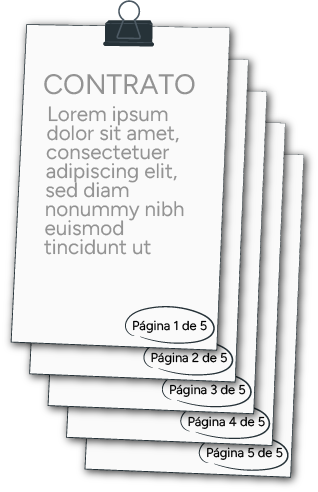 CONTRATO
Lorem ipsum
dolor sit amet,
consectetuer
adipiscing elit,
sed diam
nonummy nibh
euismod
tincidunt ut
Página 1 de 5
Página 2 de 5
Página 3 de 5
Página 4 de 5
Página 5 de 5